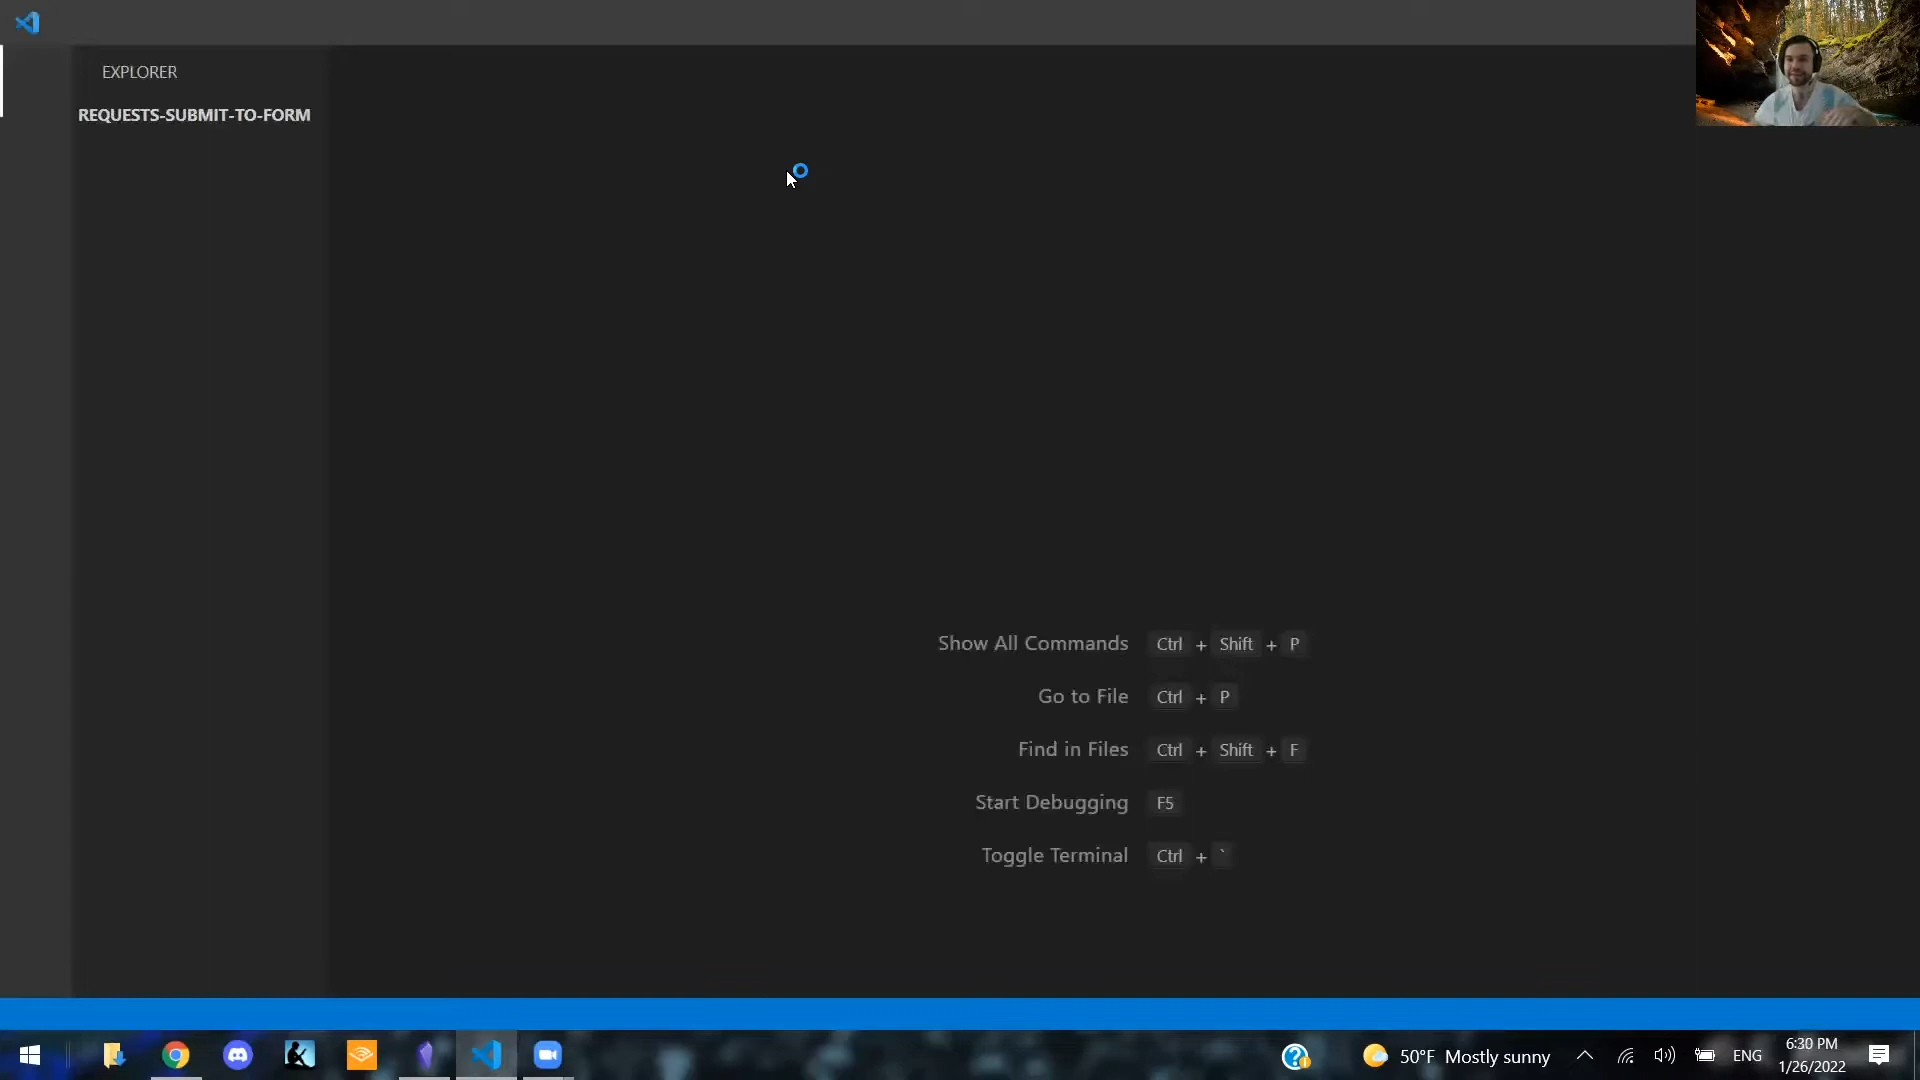 EXPLORER
REQUESTS-SUBMIT-TO-FORM
Show All Commands Ctrl + Shift + P
Go to File Ctrl + P
Find in Files Ctrl + Shift + F
Start Debugging F5
Toggle Terminal Ctrl + `
50°F Mostly sunny ENG 6:30 PM
1/26/2022